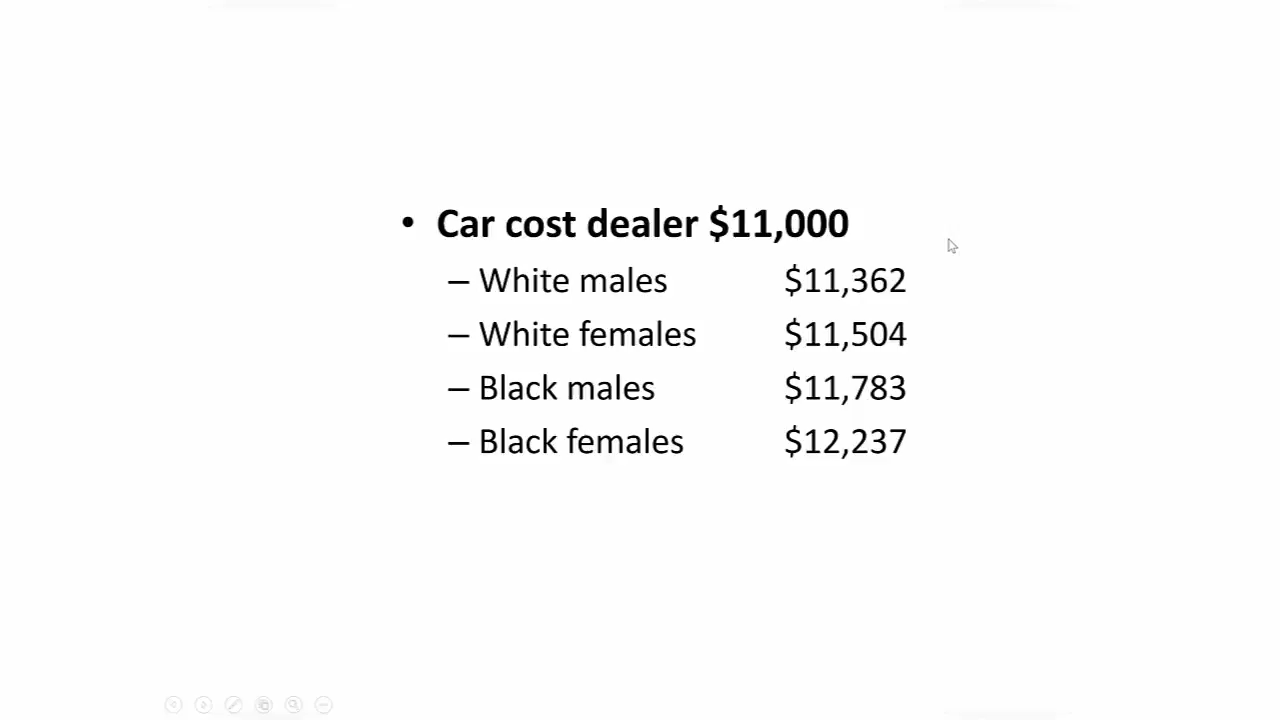 • Car cost dealer $11,000
– White males $11,362
– White females $11,504
– Black males $11,783
– Black females $12,237